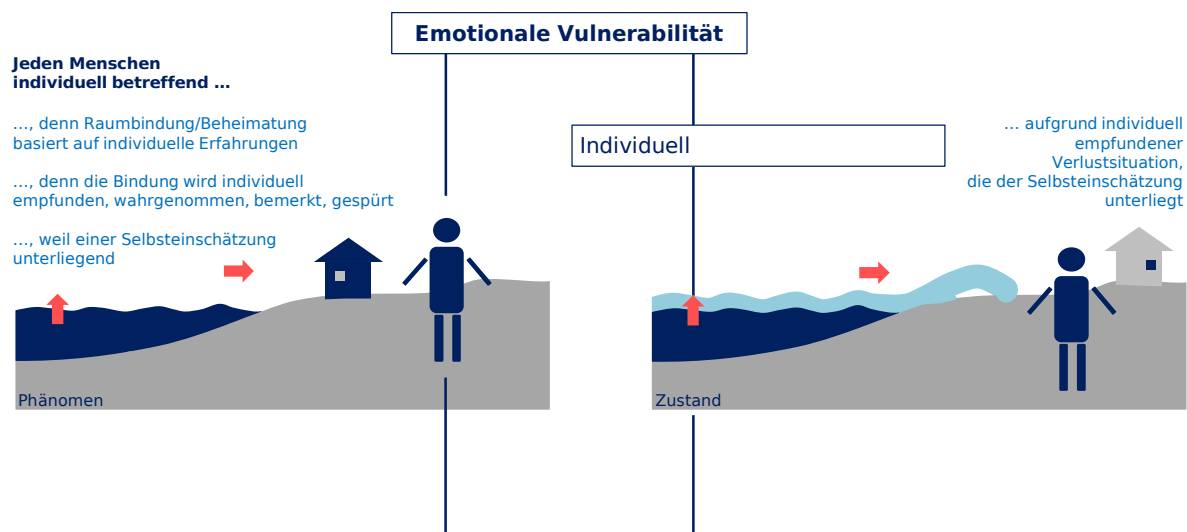 Emotionale Vulnerabilität
Jeden Menschen
individuell betreffend …
…, denn Raumbindung/Beheimatung
basiert auf individuelle Erfahrungen
…, denn die Bindung wird individuell
empfunden, wahrgenommen, bemerkt, gespürt
…, weil einer Selbsteinschätzung
unterliegend
Phänomen
Individuell
… aufgrund individuell
empfundener
Verlustsituation,
die der Selbsteinschätzung
unterliegt
Zustand